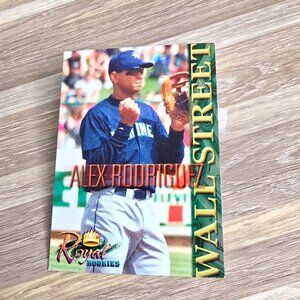 ALEX RODRIGUEZ
WALL STREET
Royal
ROOKIES